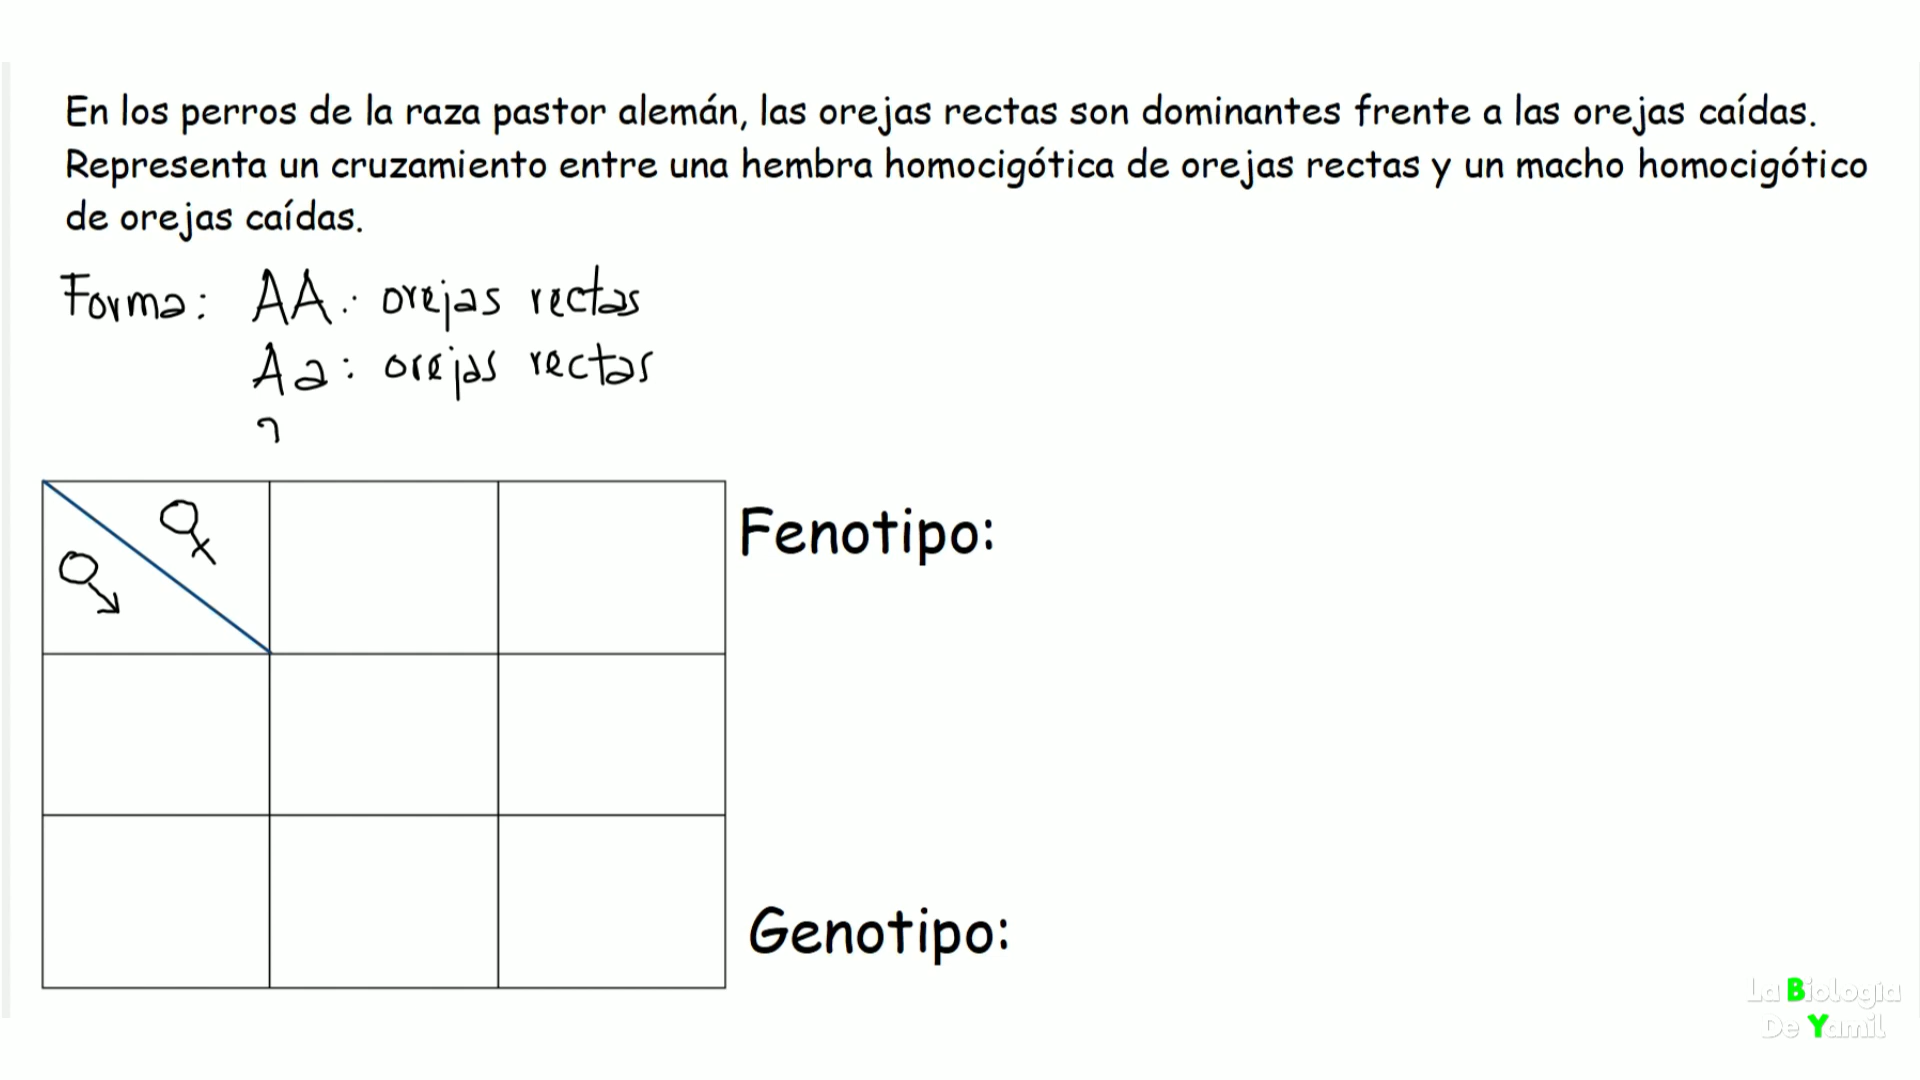 En los perros de la raza pastor alemán, las orejas rectas son dominantes frente a las orejas caídas.
Representa un cruzamiento entre una hembra homocigótica de orejas rectas y un macho homocigótico
de orejas caídas.
Forma: AA: orejas rectas
Aa: orejas rectas
♀
♂
Fenotipo:
Genotipo:
La Biología
De Yamil